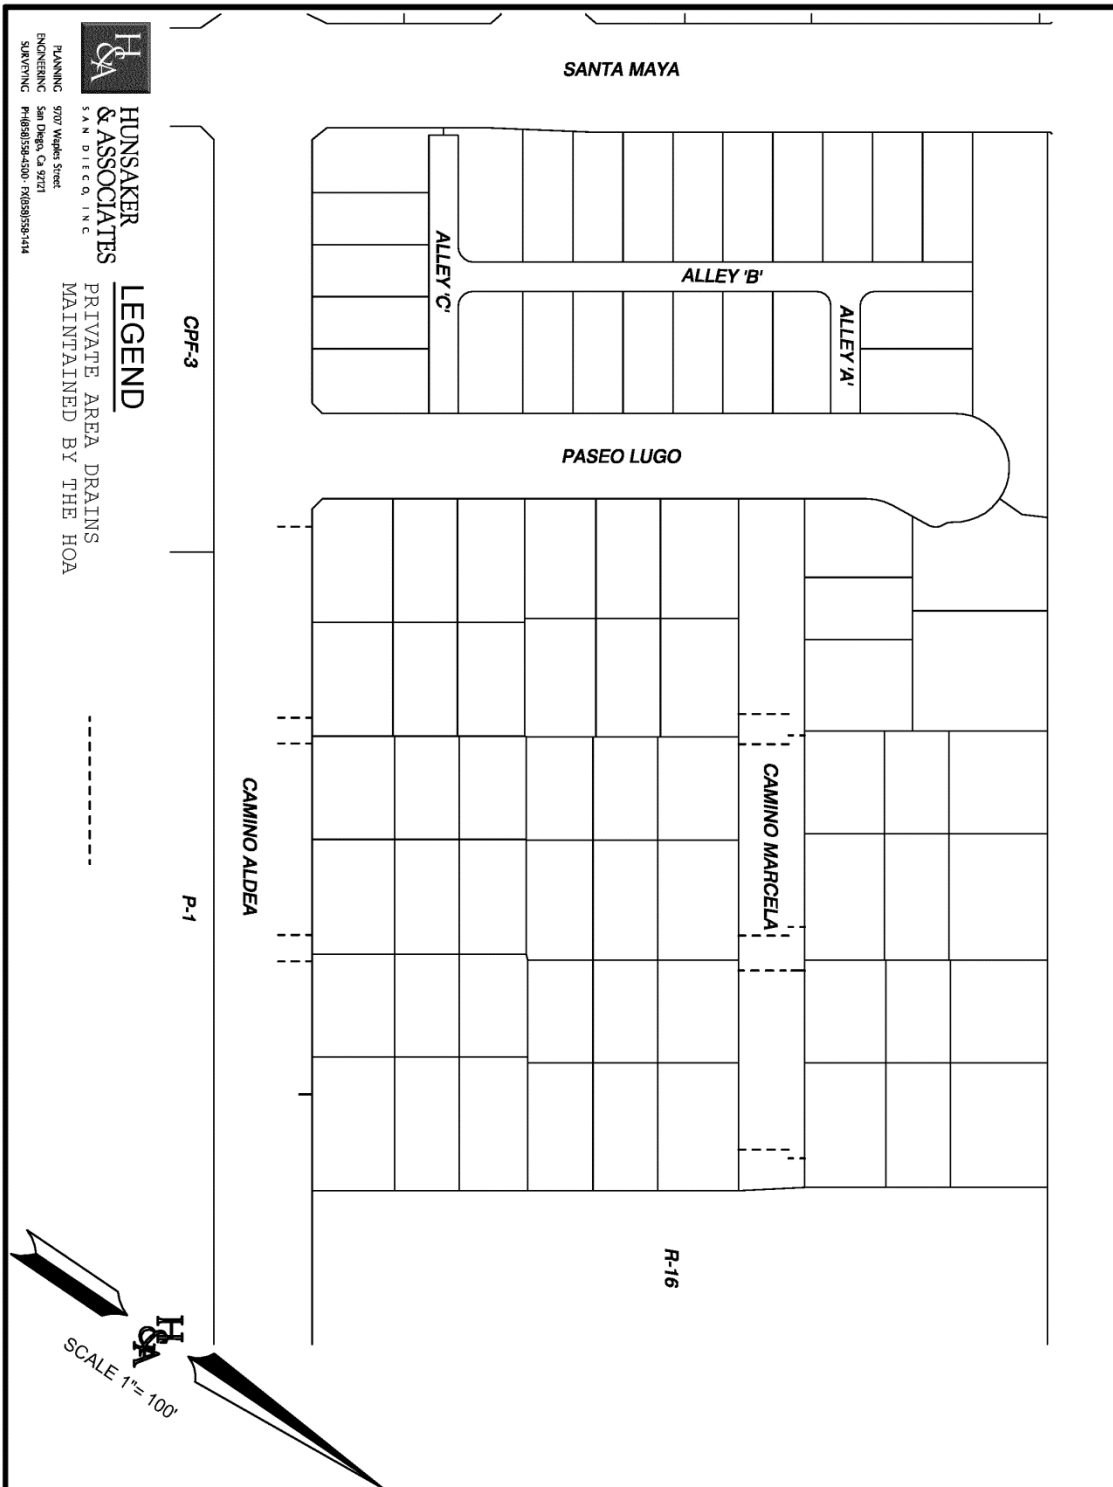 SANTA MAYA
H&A
HUNSAKER
& ASSOCIATES
SAN DIEGO, INC.
PLANNING 9707 Waples Street
ENGINEERING San Diego, Ca 92121
SURVEYING PH(858)558-4500 · FX(858)558-1414
LEGEND
PRIVATE AREA DRAINS
MAINTAINED BY THE HOA
CPF-3
ALLEY 'C'
ALLEY 'B'
ALLEY 'A'
PASEO LUGO
CAMINO ALDEA
CAMINO MARCELA
P-1
R-16
H&A
SCALE 1"= 100'